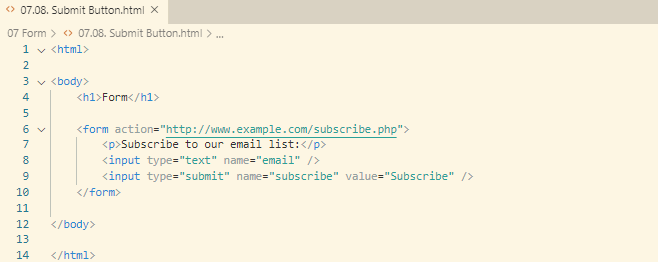 07.08. Submit Button.html
07 Form > 07.08. Submit Button.html > ...
1 <html>
2
3 <body>
4 <h1>Form</h1>
5
6 <form action="http://www.example.com/subscribe.php">
7 <p>Subscribe to our email list:</p>
8 <input type="text" name="email" />
9 <input type="submit" name="subscribe" value="Subscribe" />
10 </form>
11
12 </body>
13
14 </html>